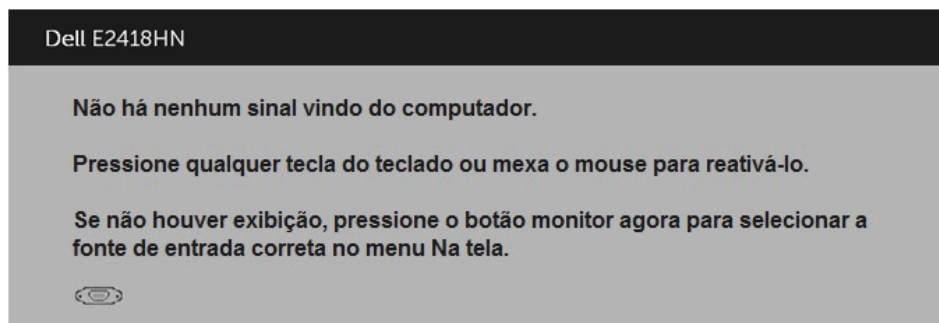 Dell E2418HN
Não há nenhum sinal vindo do computador.
Pressione qualquer tecla do teclado ou mexa o mouse para reativá-lo.
Se não houver exibição, pressione o botão monitor agora para selecionar a
fonte de entrada correta no menu Na tela.